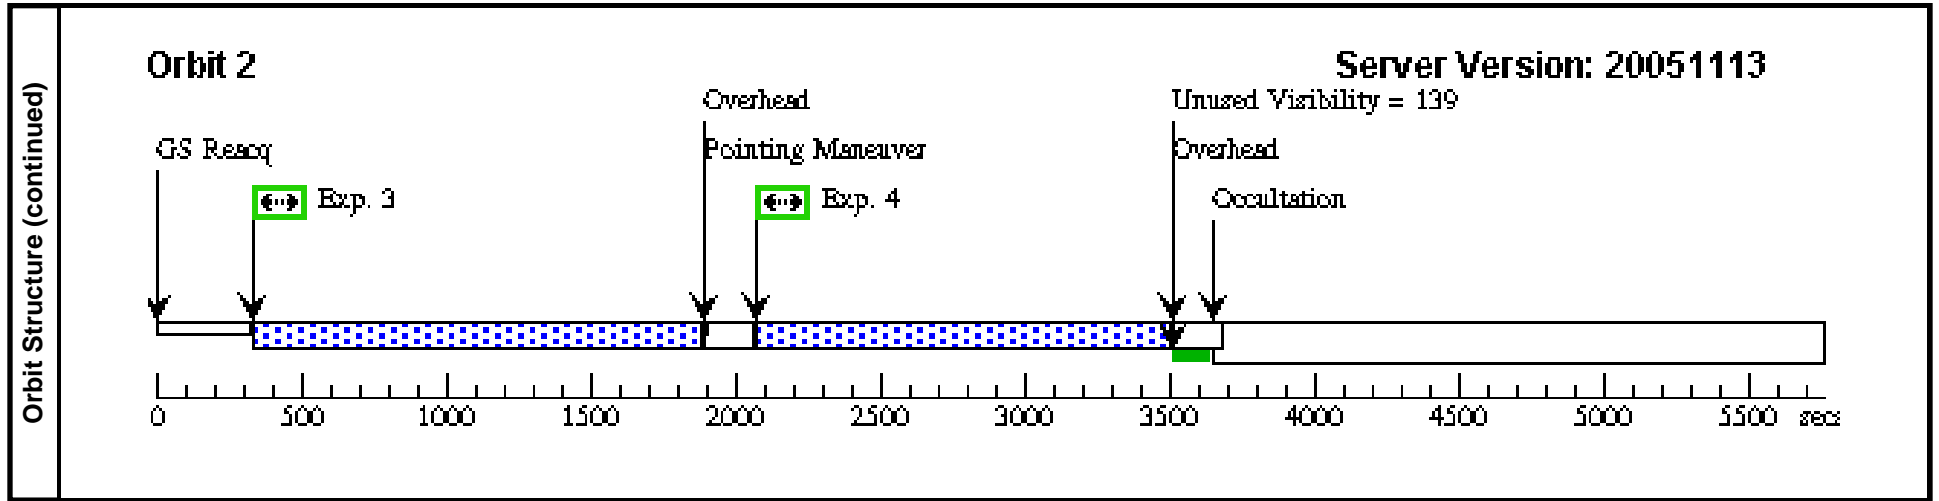 Orbit Structure (continued)
Orbit 2
Server Version: 20051113
Overhead
Unused Visibility = 139
GS Reacq
Pointing Maneuver
Overhead
Exp. 3
Exp. 4
Occultation
0 500 1000 1500 2000 2500 3000 3500 4000 4500 5000 5500 secs